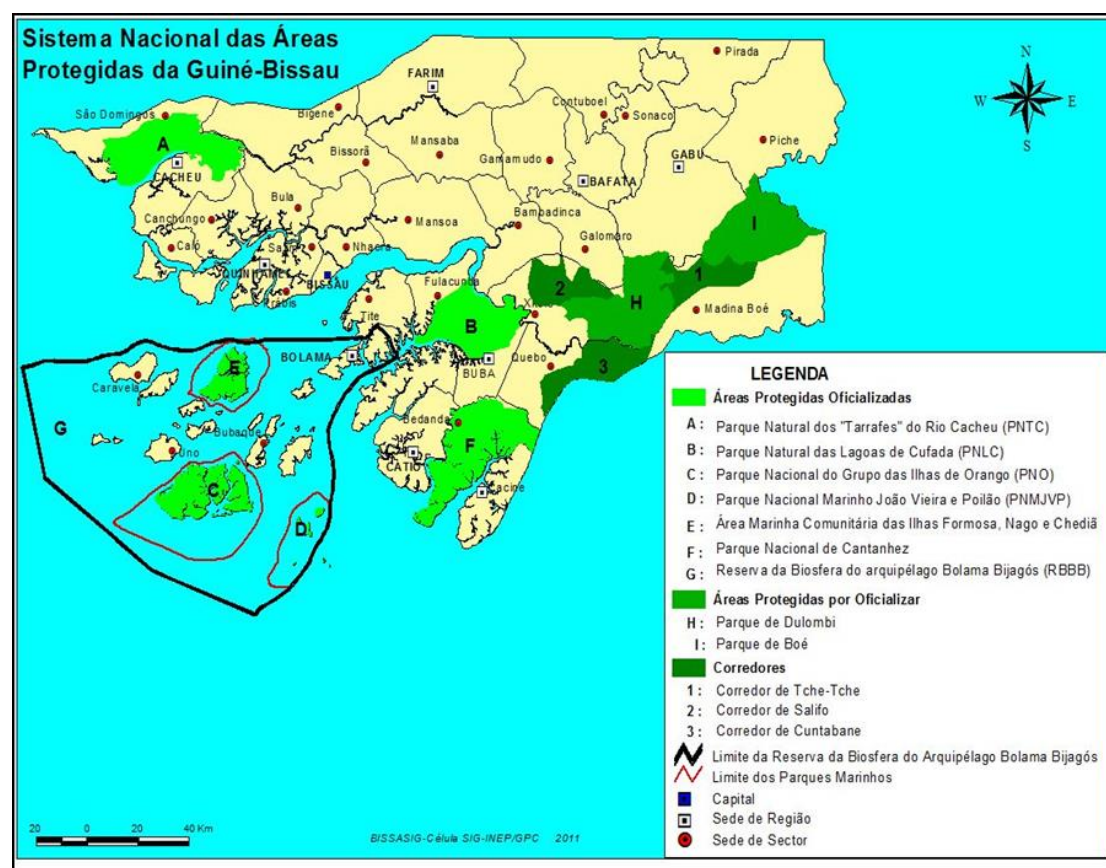 Sistema Nacional das Áreas
Protegidas da Guiné-Bissau
N
W
E
S
Pirada
FARIM
São Domingos
Bigene
Contuboel
Sonaco
A
Mansaba
Piche
Bissorã
Gamamudo
GABU
CACHEU
BAFATA
Bula
Canchungo
Mansoa
Bambadinca
I
Caió
Nhacra
Galomaro
QUINHAMEL
BISSAU
1
Fulacunda
2
Tite
H
Madina Boé
B
BOLAMA
BUBA
Quebo
3
E
Caravela
G
Bubaque
Bedanda
Uno
F
CATIO
C
Cacine
D
LEGENDA
Áreas Protegidas Oficializadas
A: Parque Natural dos "Tarrafes" do Rio Cacheu (PNTC)
B: Parque Natural das Lagoas de Cufada (PNLC)
C: Parque Nacional do Grupo das Ilhas de Orango (PNO)
D: Parque Nacional Marinho João Vieira e Poilão (PNMJVP)
E: Área Marinha Comunitária das Ilhas Formosa, Nago e Chediã
F: Parque Nacional de Cantanhez
G: Reserva da Biosfera do arquipélago Bolama Bijagós (RBBB)
Áreas Protegidas por Oficializar
H: Parque de Dulombi
I: Parque de Boé
Corredores
1: Corredor de Tche-Tche
2: Corredor de Salifo
3: Corredor de Cuntabane
Limite da Reserva da Biosfera do Arquipélago Bolama Bijagós
Limite dos Parques Marinhos
Capital
Sede de Região
Sede de Sector
20 0 20 40 Km
BISSASIG-Célula SIG-INEP/GPC 2011